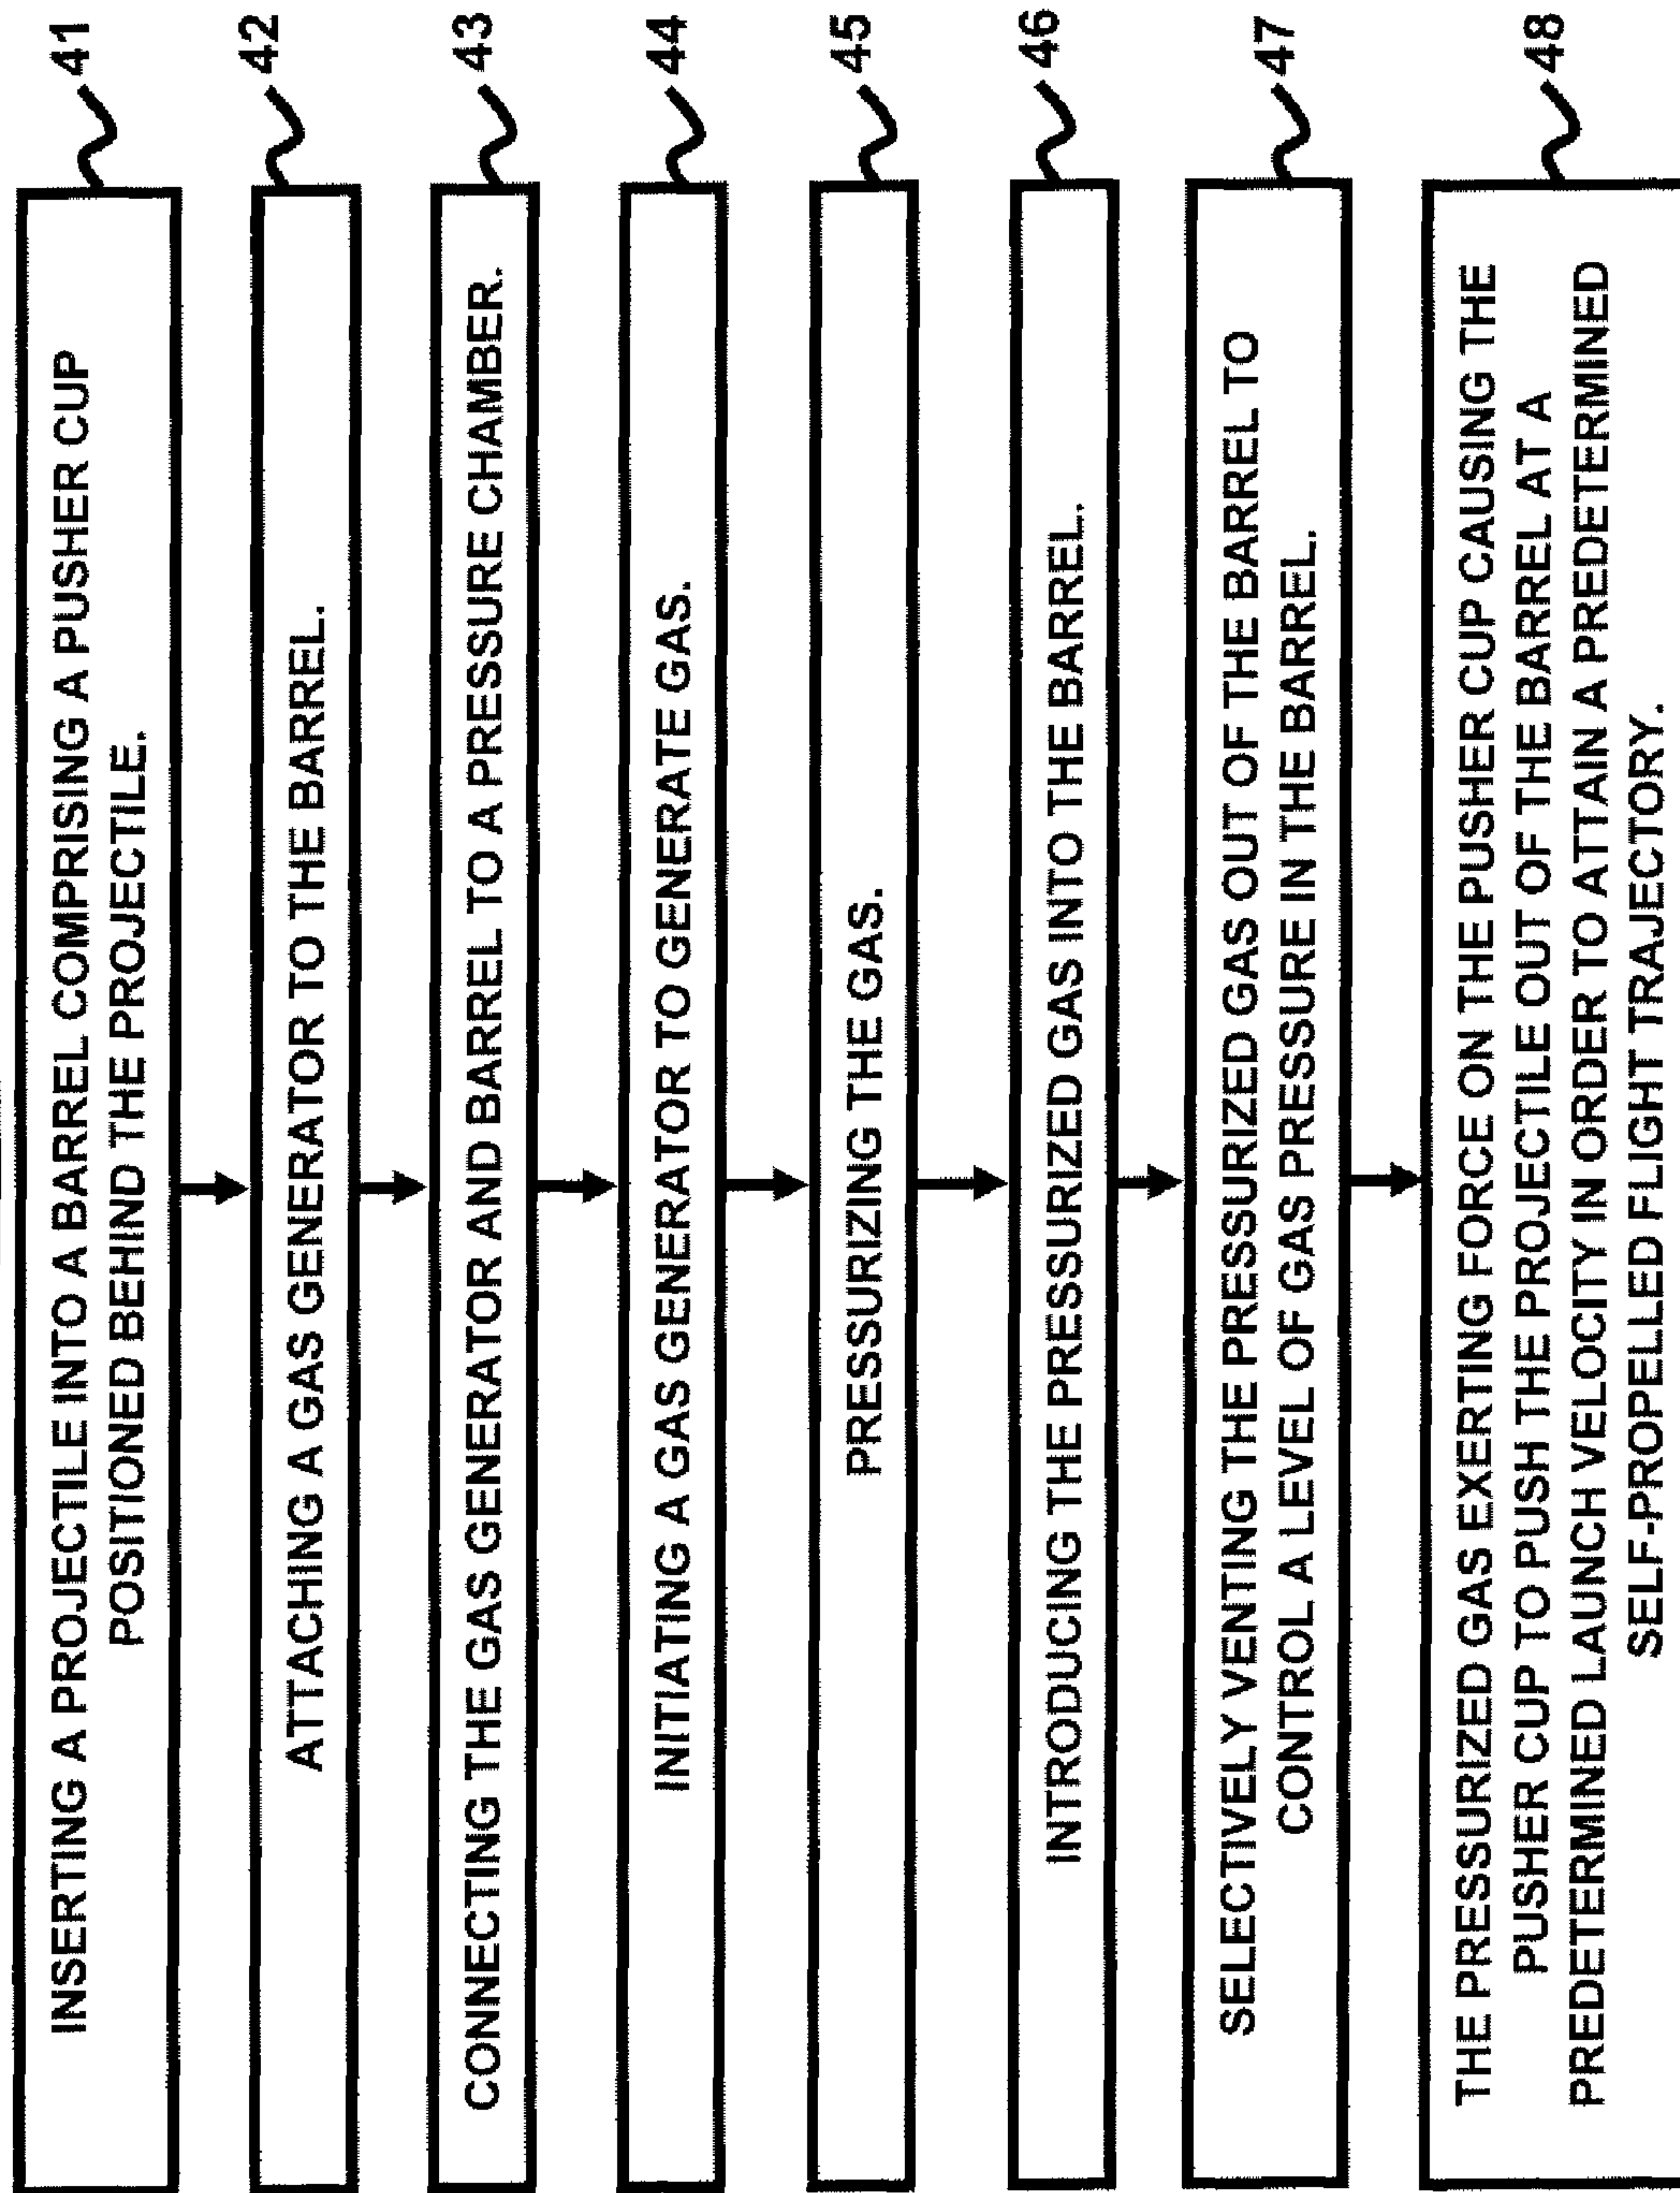 INSERTING A PROJECTILE INTO A BARREL COMPRISING A PUSHER CUP
POSITIONED BEHIND THE PROJECTILE.
41
ATTACHING A GAS GENERATOR TO THE BARREL.
42
CONNECTING THE GAS GENERATOR AND BARREL TO A PRESSURE CHAMBER.
43
INITIATING A GAS GENERATOR TO GENERATE GAS.
44
PRESSURIZING THE GAS.
45
INTRODUCING THE PRESSURIZED GAS INTO THE BARREL.
46
SELECTIVELY VENTING THE PRESSURIZED GAS OUT OF THE BARREL TO
CONTROL A LEVEL OF GAS PRESSURE IN THE BARREL.
47
THE PRESSURIZED GAS EXERTING FORCE ON THE PUSHER CUP CAUSING THE
PUSHER CUP TO PUSH THE PROJECTILE OUT OF THE BARREL AT A
PREDETERMINED LAUNCH VELOCITY IN ORDER TO ATTAIN A PREDETERMINED
SELF-PROPELLED FLIGHT TRAJECTORY.
48